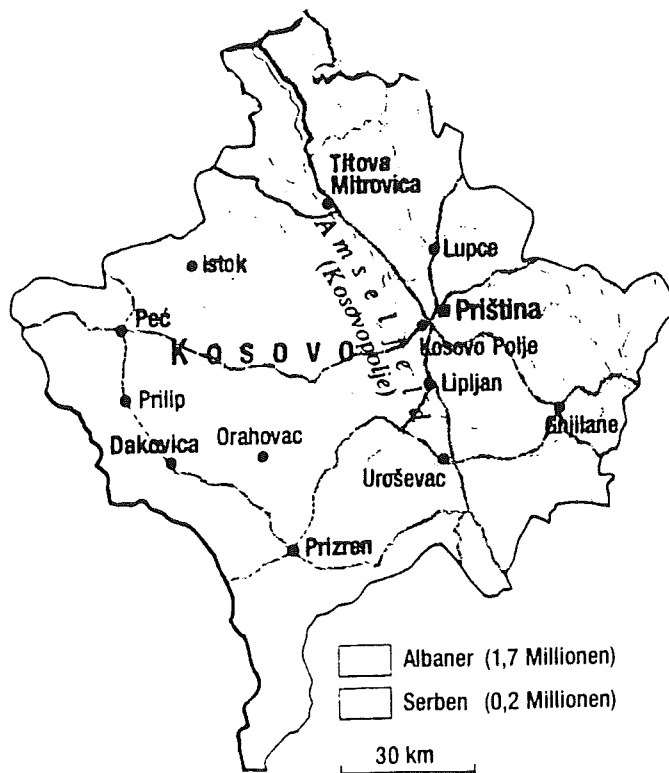 Titova
Mitrovica
Lupce
Istok
Amselfeld
(Kosovopolje)
Priština
Peć
KOSOVO
Kosovo Polje
Lipljan
Prilip
Gnjilane
Dakovica
Orahovac
Uroševac
Prizren
Albaner (1,7 Millionen)
Serben (0,2 Millionen)
30 km